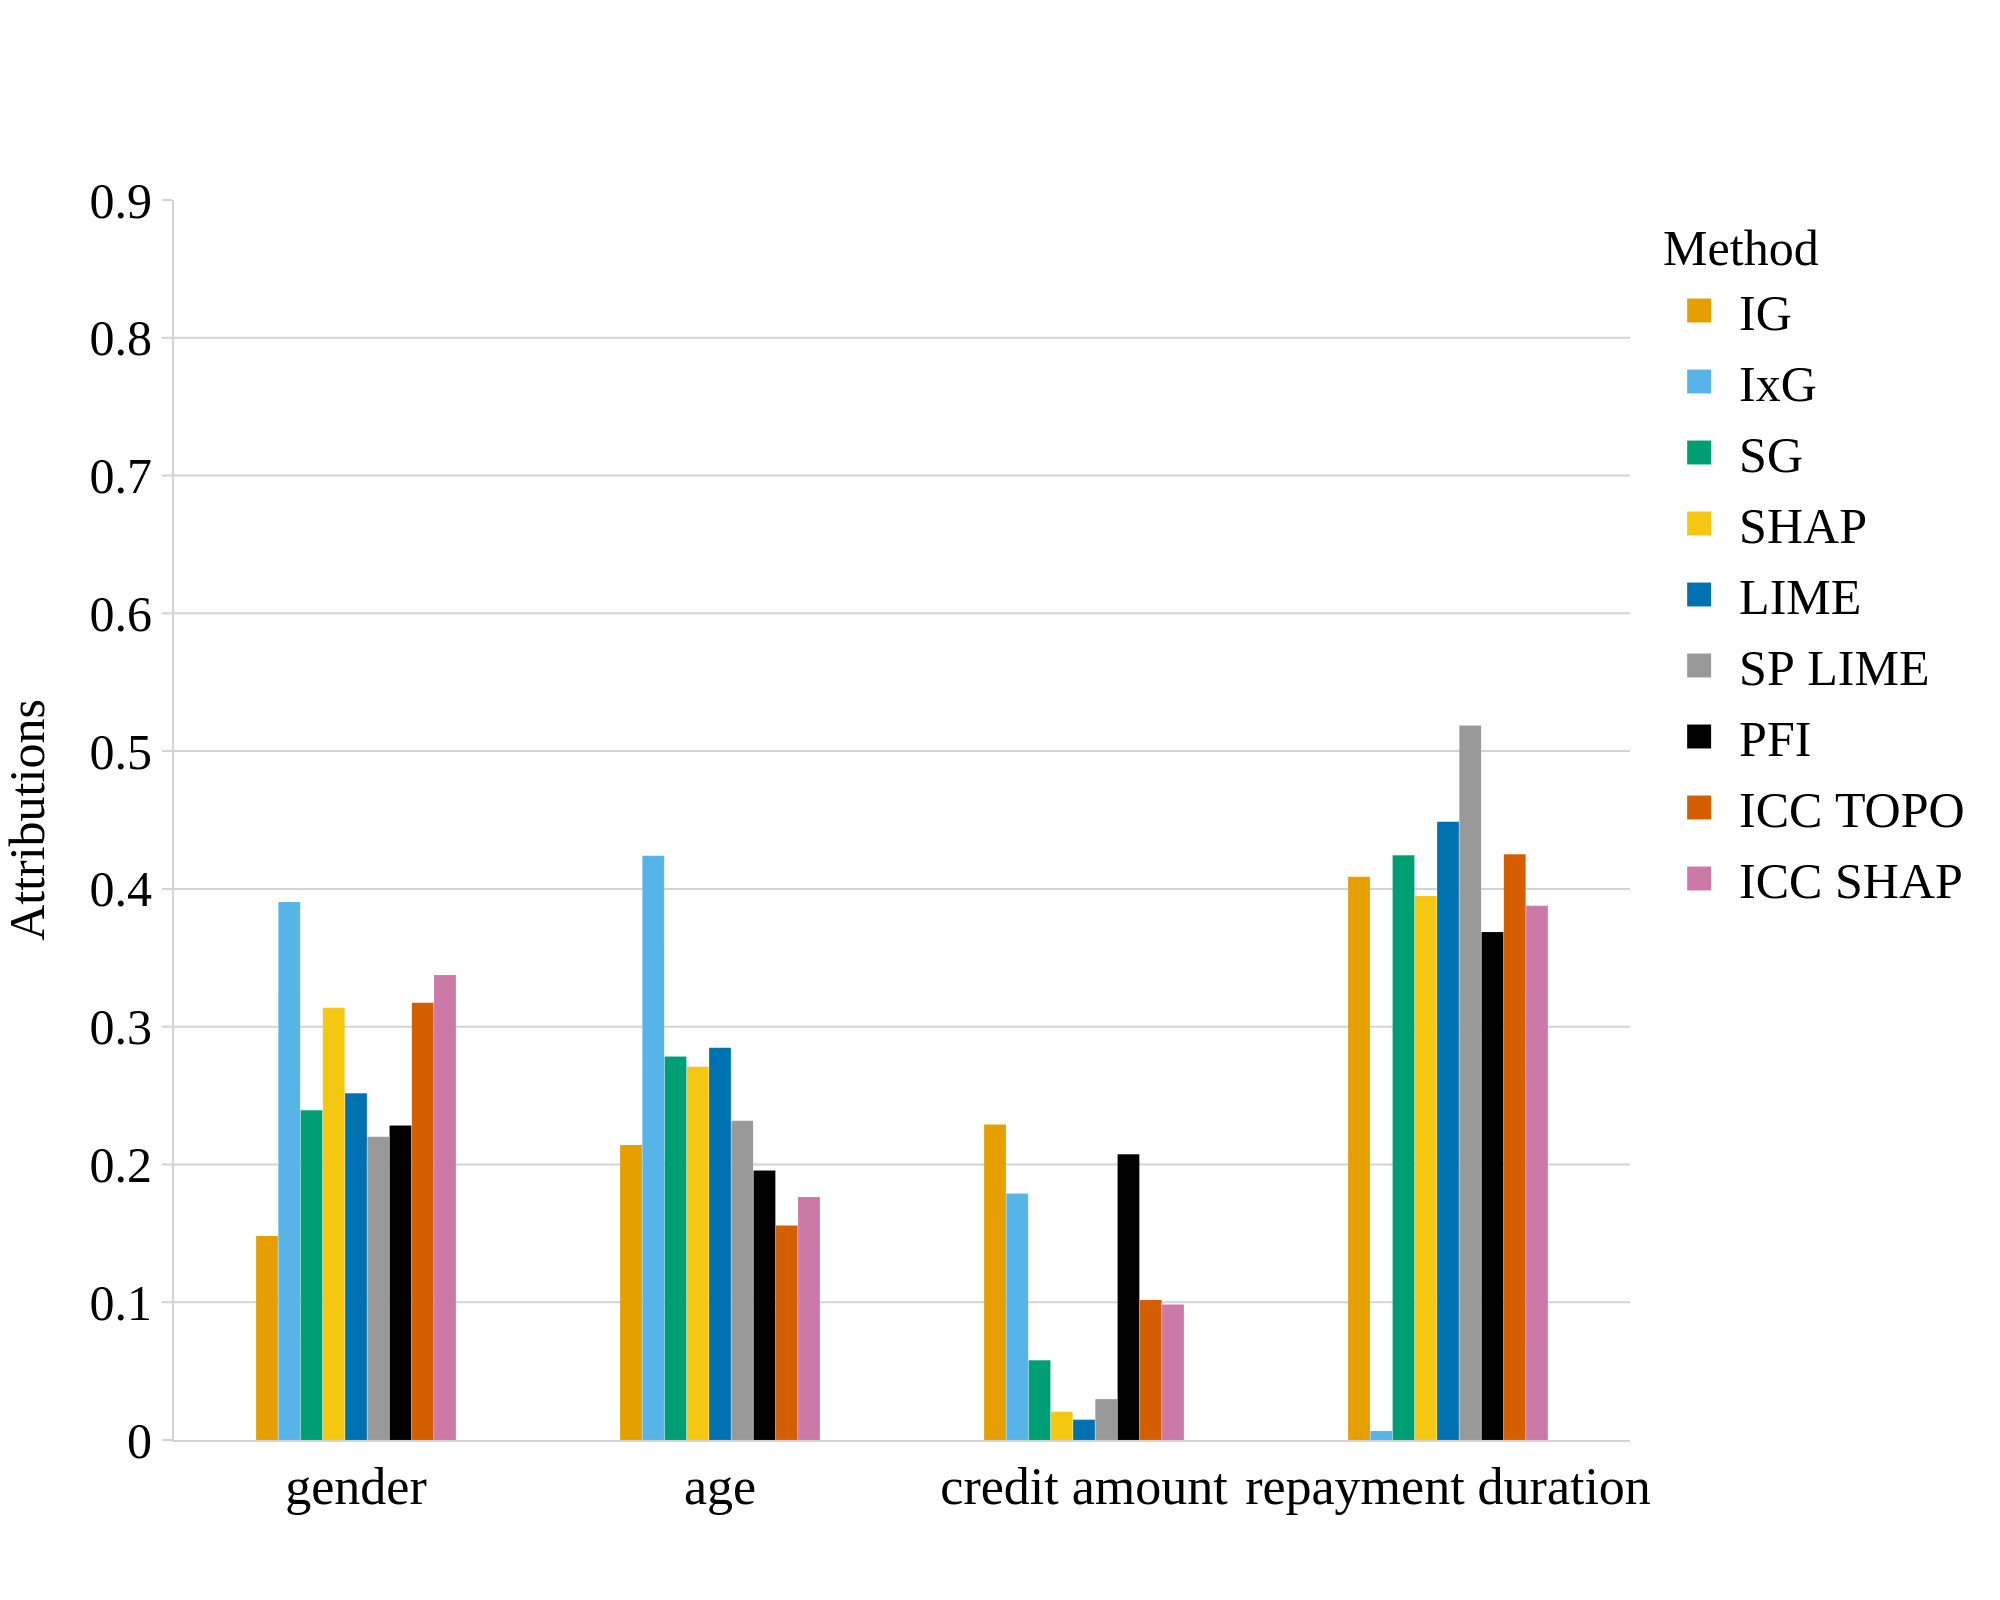 0.9
0.8
0.7
0.6
0.5
0.4
0.3
0.2
0.1
0
Attributions
gender
age
credit amount
repayment duration
Method
IG
IxG
SG
SHAP
LIME
SP LIME
PFI
ICC TOPO
ICC SHAP